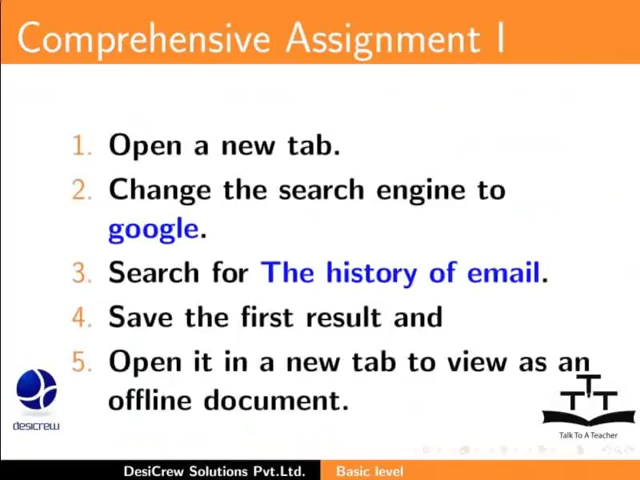 Comprehensive Assignment I
1. Open a new tab.
2. Change the search engine to
google.
3. Search for The history of email.
4. Save the first result and
5. Open it in a new tab to view as an
offline document.
desicrew
TTT
Talk To A Teacher
DesiCrew Solutions Pvt.Ltd. Basic level